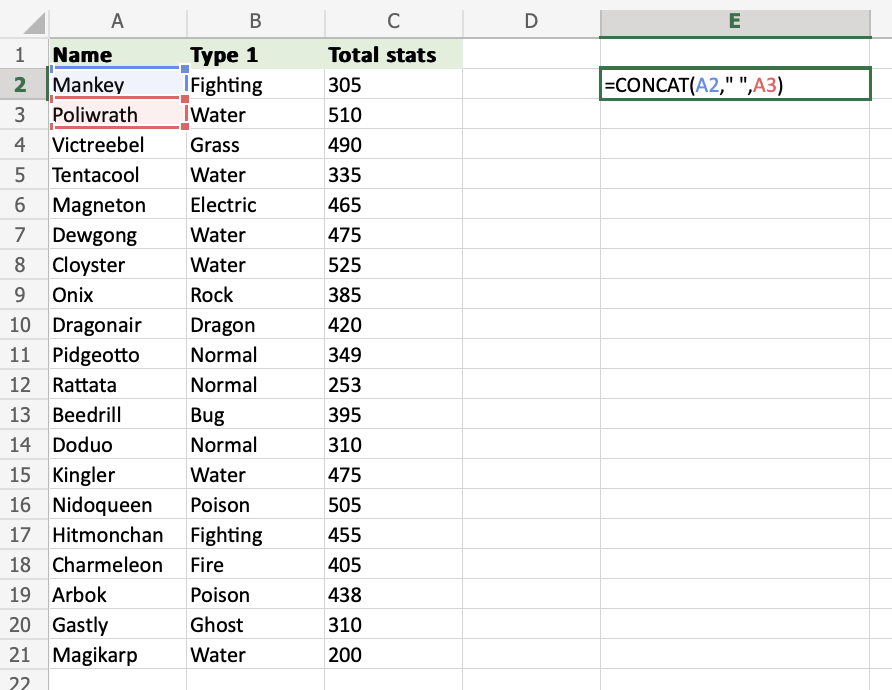 A B C D E
1 Name Type 1 Total stats
2 Mankey Fighting 305 =CONCAT(A2," ",A3)
3 Poliwrath Water 510
4 Victreebel Grass 490
5 Tentacool Water 335
6 Magneton Electric 465
7 Dewgong Water 475
8 Cloyster Water 525
9 Onix Rock 385
10 Dragonair Dragon 420
11 Pidgeotto Normal 349
12 Rattata Normal 253
13 Beedrill Bug 395
14 Doduo Normal 310
15 Kingler Water 475
16 Nidoqueen Poison 505
17 Hitmonchan Fighting 455
18 Charmeleon Fire 405
19 Arbok Poison 438
20 Gastly Ghost 310
21 Magikarp Water 200
22